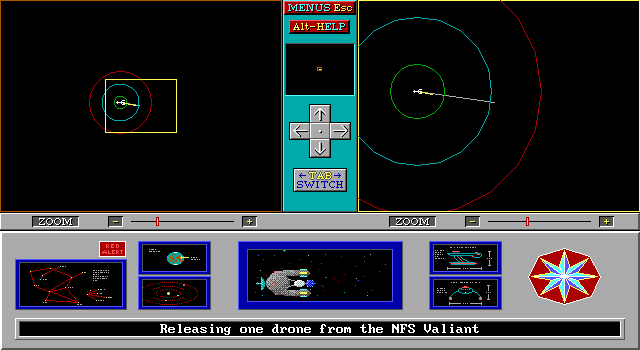 MENUS Esc
Alt-HELP
← TAB →
SWITCH
ZOOM
−
+
ZOOM
−
+
RED
ALERT
Releasing one drone from the NFS Valiant